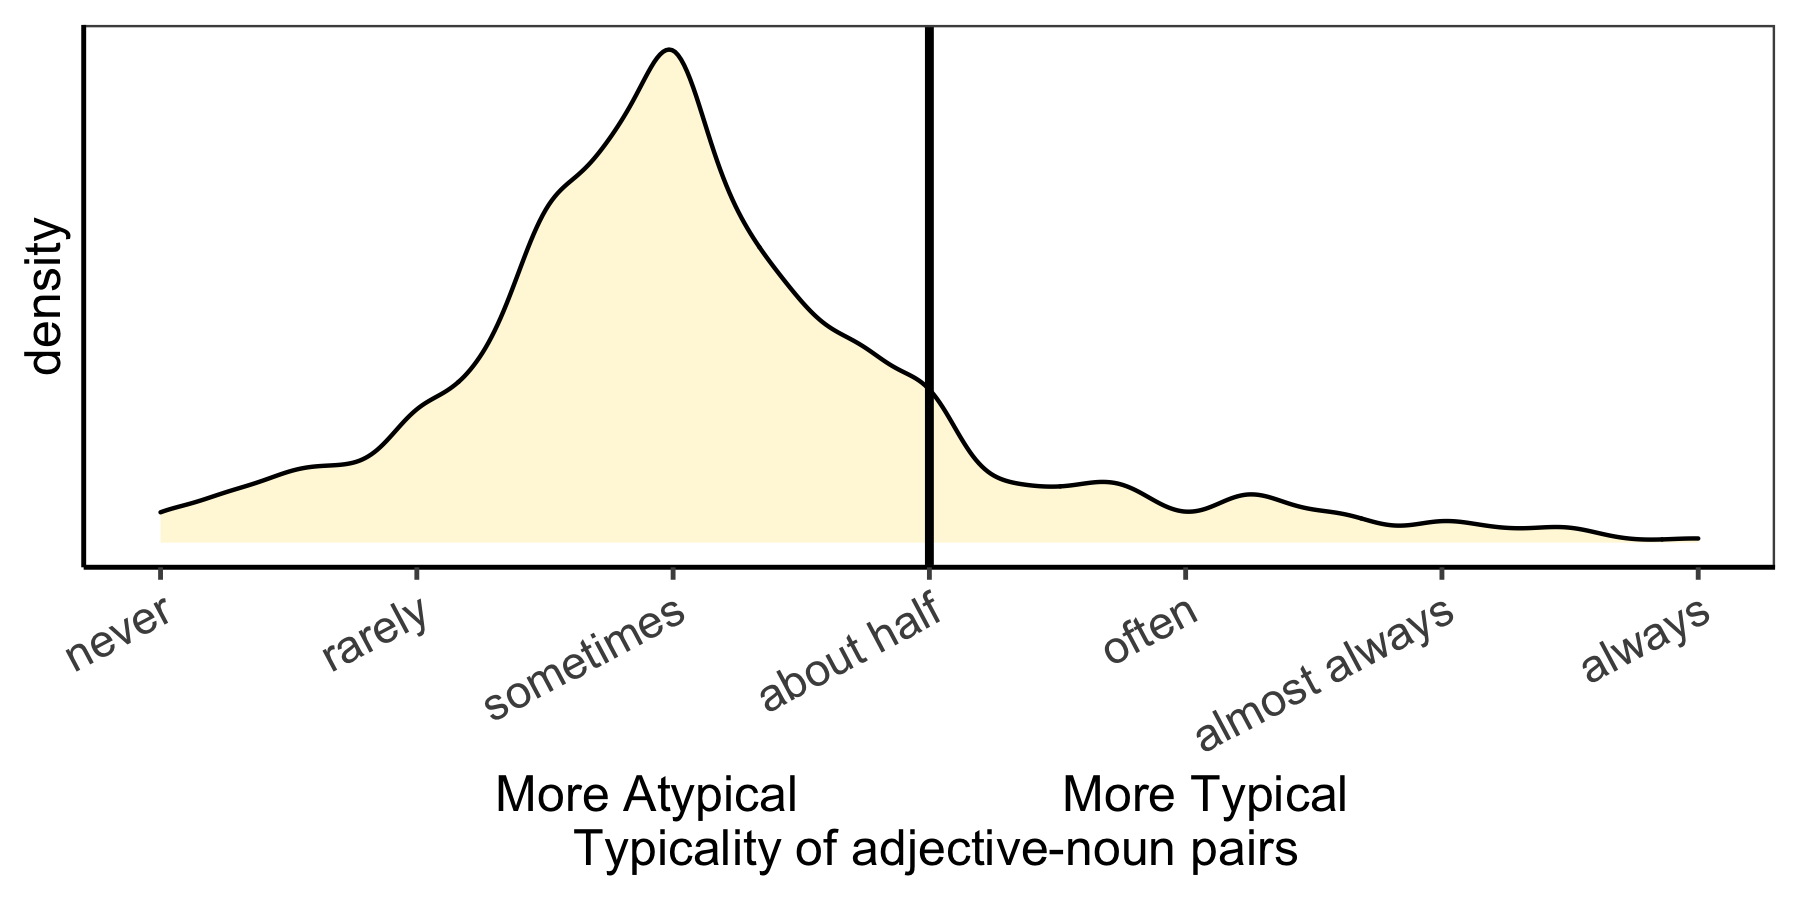 density
never
rarely
sometimes
about half
often
almost always
always
More Atypical More Typical
Typicality of adjective-noun pairs